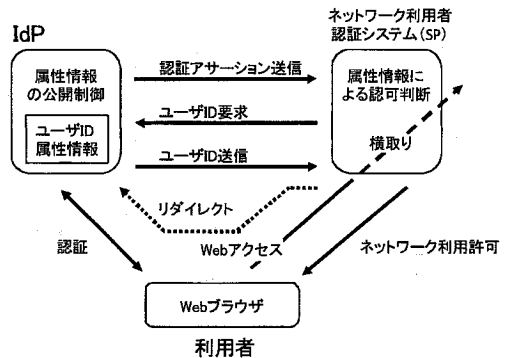 IdP
ネットワーク利用者
認証システム(SP)
属性情報
の公開制御
ユーザID
属性情報
認証アサーション送信
ユーザID要求
ユーザID送信
属性情報に
よる認可判断
横取り
リダイレクト
Webアクセス
認証
ネットワーク利用許可
Webブラウザ
利用者